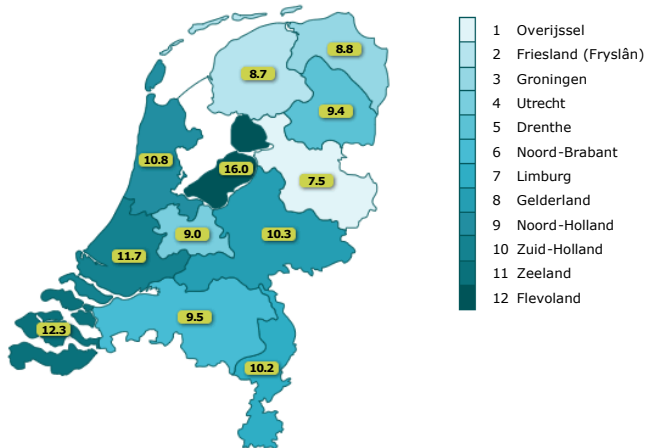 8.8
8.7
9.4
10.8
16.0
7.5
9.0
10.3
11.7
9.5
12.3
10.2
1 Overijssel
2 Friesland (Fryslân)
3 Groningen
4 Utrecht
5 Drenthe
6 Noord-Brabant
7 Limburg
8 Gelderland
9 Noord-Holland
10 Zuid-Holland
11 Zeeland
12 Flevoland